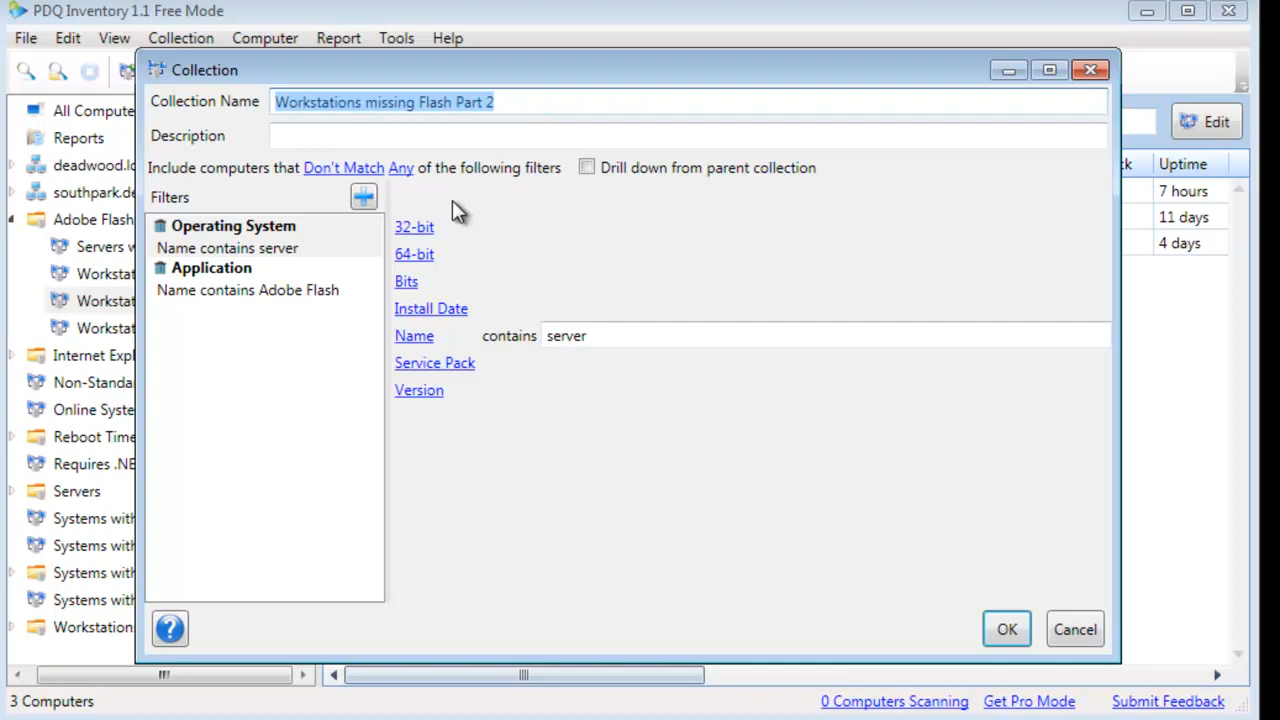 PDQ Inventory 1.1 Free Mode
File Edit View Collection Computer Report Tools Help
Collection
Collection Name Workstations missing Flash Part 2
Description
Include computers that Don't Match Any of the following filters Drill down from parent collection
Filters
Operating System
Name contains server
Application
Name contains Adobe Flash
32-bit
64-bit
Bits
Install Date
Name contains server
Service Pack
Version
OK Cancel
All Compute
Reports
deadwood.lo
southpark.de
Adobe Flash
Servers w
Workstat
Workstat
Workstat
Internet Expl
Non-Standa
Online Syste
Reboot Time
Requires .NE
Servers
Systems with
Systems with
Systems with
Systems with
Workstation
Edit
ck Uptime
7 hours
11 days
4 days
3 Computers 0 Computers Scanning Get Pro Mode Submit Feedback